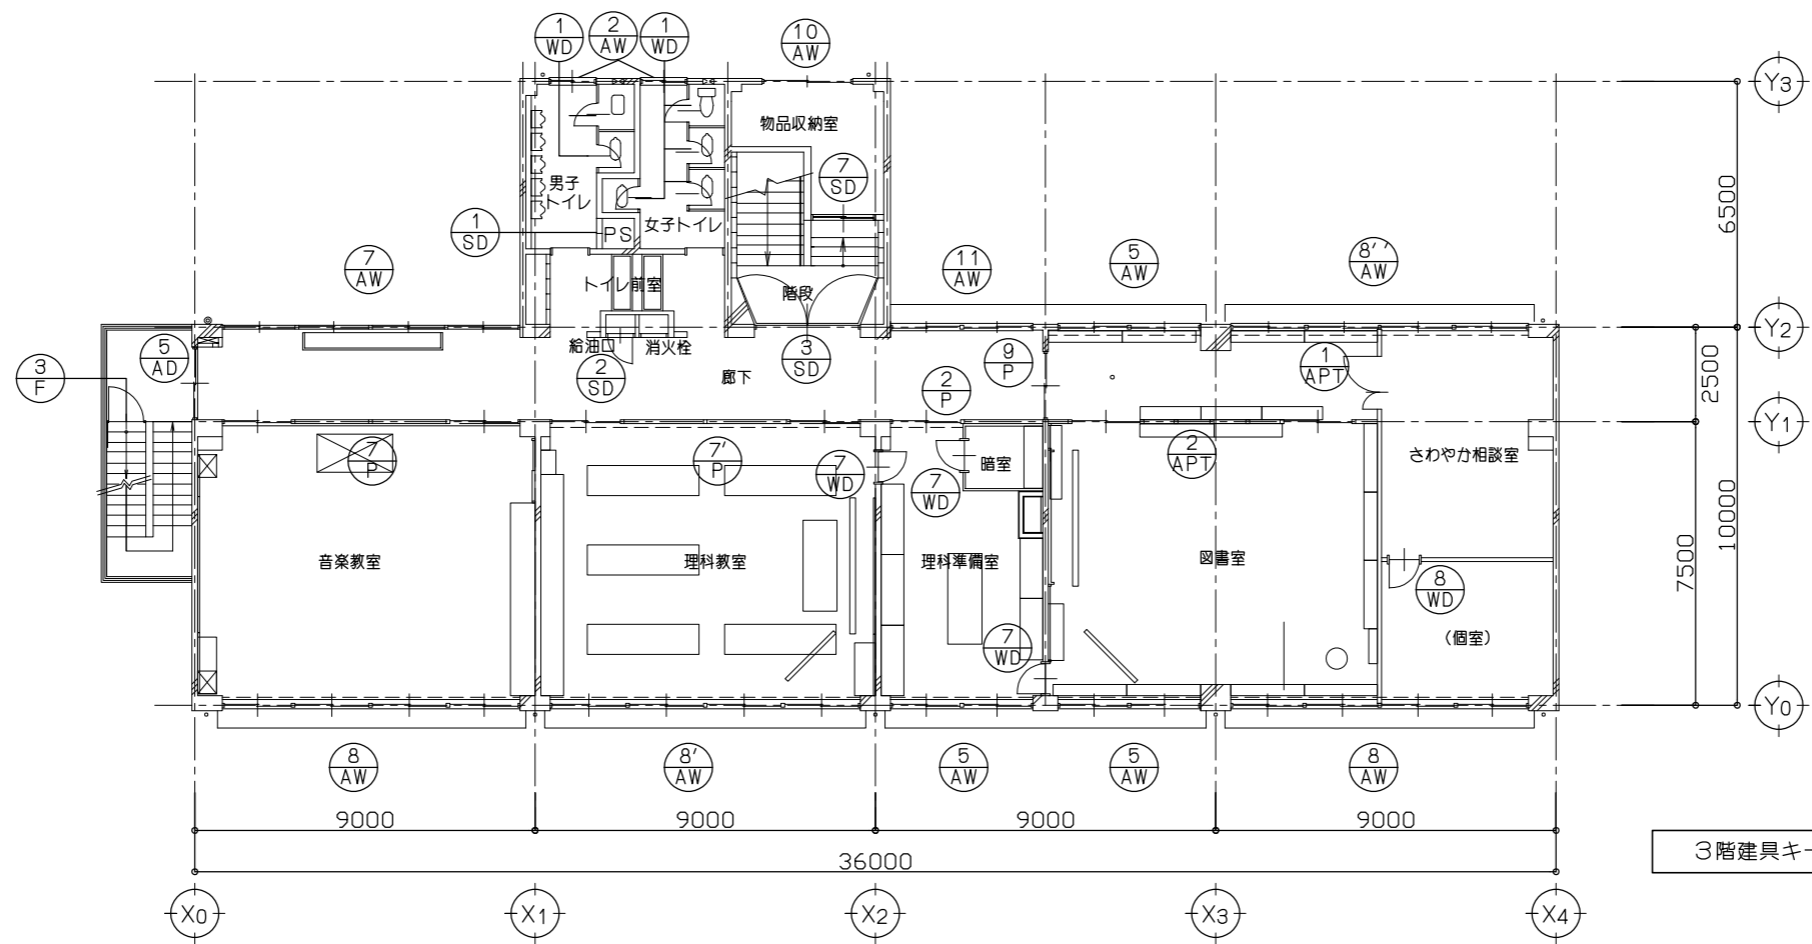 1 WD
2 AW
1 WD
10 AW
Y3
物品収納室
7 SD
男子
トイレ
女子トイレ
PS
1 SD
6500
7 AW
トイレ前室
階段
11 AW
5 AW
8'' AW
Y2
給油口
消火栓
5 AD
3 F
2 SD
廊下
3 SD
9 P
2 P
1 APT
2500
Y1
7 P
7' P
7 WD
暗室
7 WD
2 APT
さわやか相談室
10000
7500
音楽教室
理科教室
理科準備室
図書室
8 WD
7 WD
(個室)
Y0
8 AW
8' AW
5 AW
5 AW
8 AW
9000
9000
9000
9000
36000
3階建具キ
X0
X1
X2
X3
X4